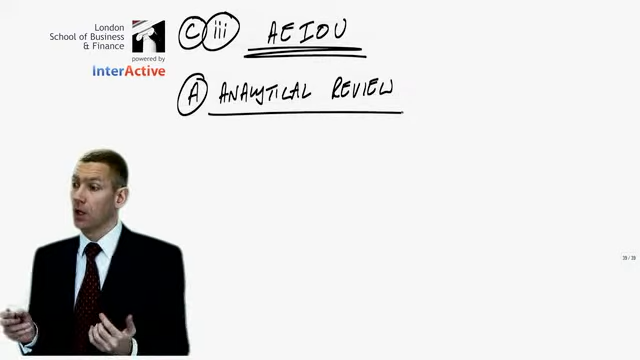 London
School of Business
& Finance
powered by
InterActive
C iii AEIOU
A ANALYTICAL REVIEW
39 / 39